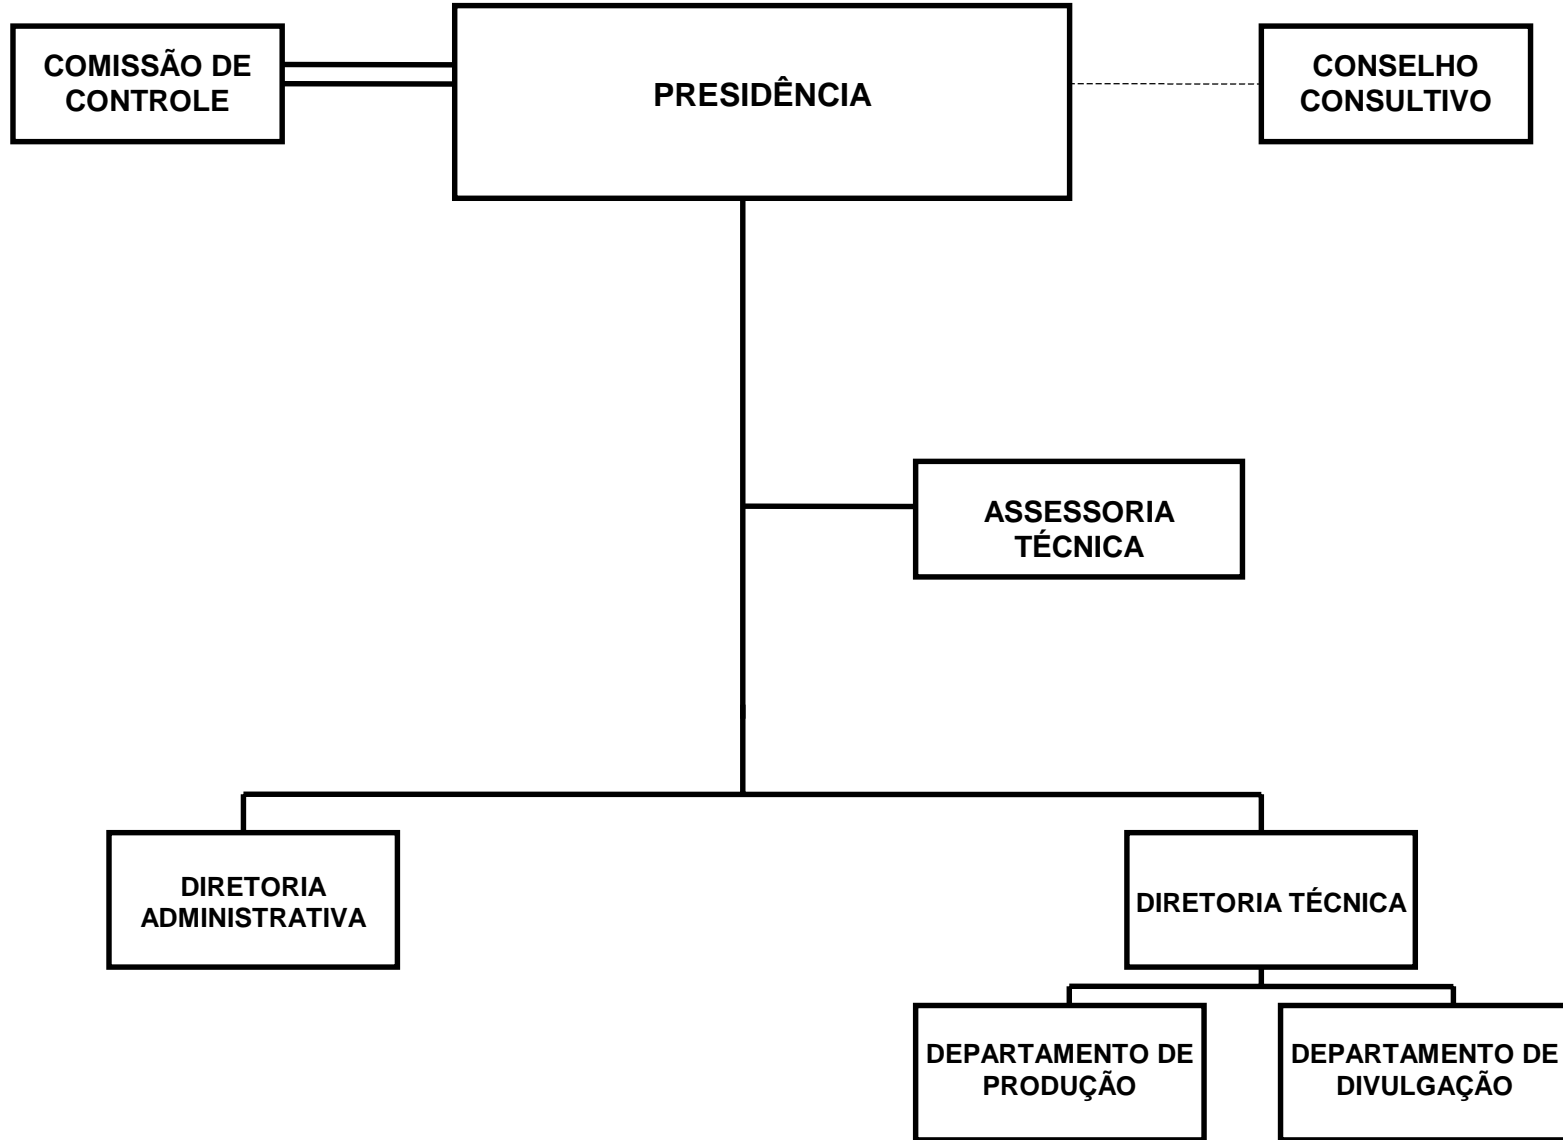 COMISSÃO DE
CONTROLE
PRESIDÊNCIA
CONSELHO
CONSULTIVO
ASSESSORIA
TÉCNICA
DIRETORIA
ADMINISTRATIVA
DIRETORIA TÉCNICA
DEPARTAMENTO DE
PRODUÇÃO
DEPARTAMENTO DE
DIVULGAÇÃO